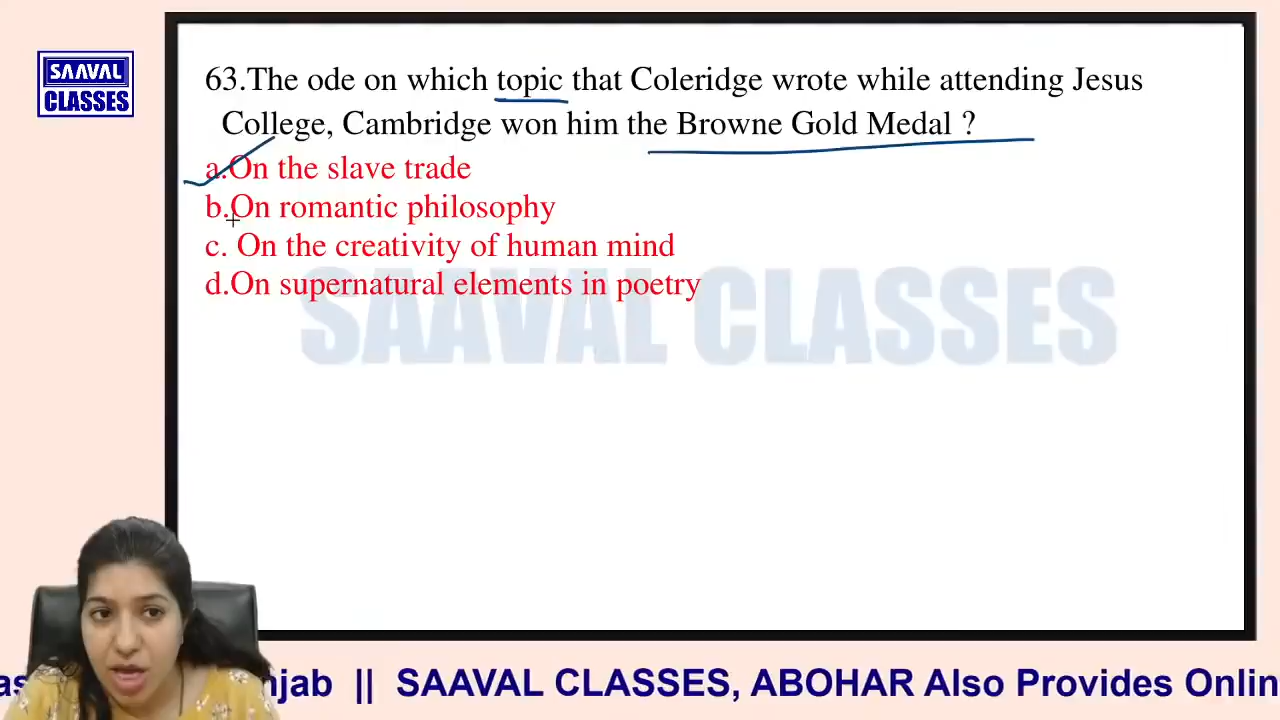 SAAVAL
CLASSES
63.The ode on which topic that Coleridge wrote while attending Jesus
College, Cambridge won him the Browne Gold Medal ?
a.On the slave trade
b.On romantic philosophy
c. On the creativity of human mind
d.On supernatural elements in poetry
SAAVAL CLASSES
njab || SAAVAL CLASSES, ABOHAR Also Provides Onlin